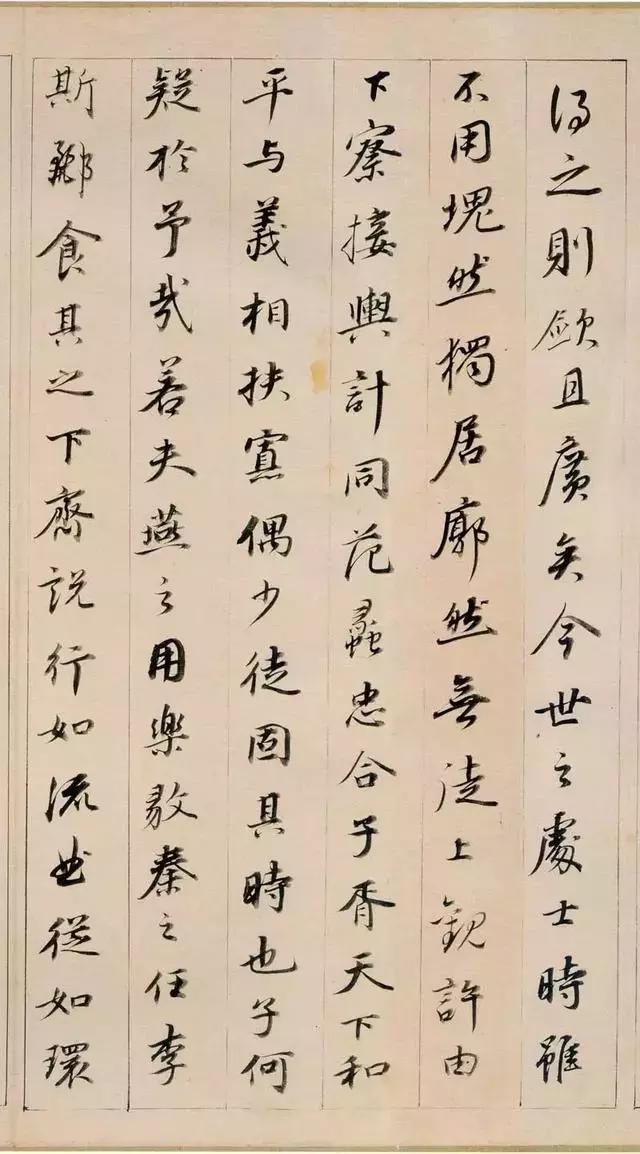 得之則且廣矣今世之處士時雖
不用塊然獨居廓然無徒上觀許由
下察接輿計同范蠡忠合子胥天下和
平与義相扶寡偶少徒固其時也子何
疑於予哉若夫燕之用樂毅秦之任李
斯酈食其之下齊說行如流曲從如環